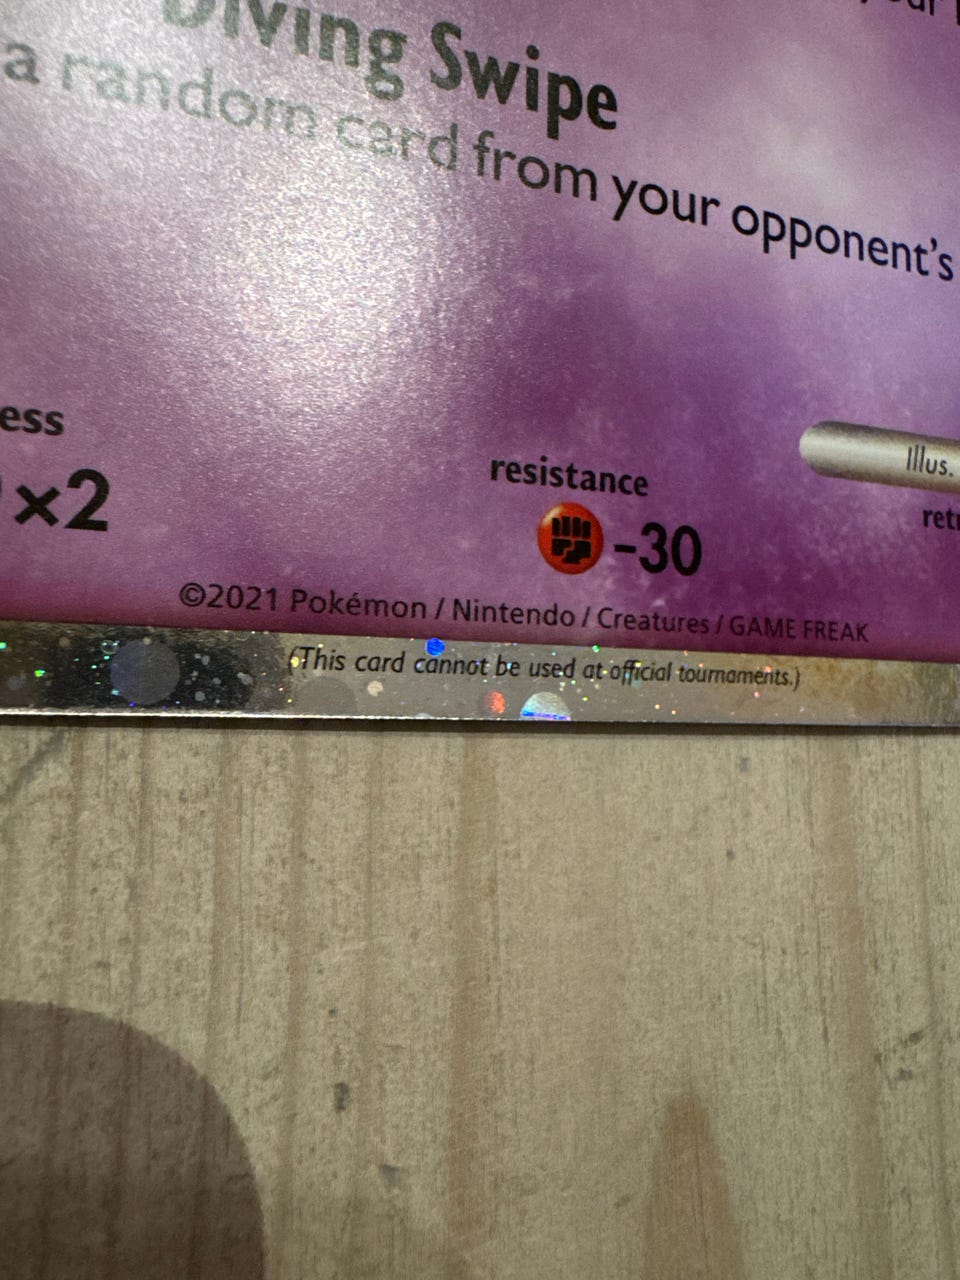 Diving Swipe
a random card from your opponent's
ess
×2
resistance
-30
Illus.
retr
©2021 Pokémon / Nintendo / Creatures / GAME FREAK
(This card cannot be used at official tournaments.)